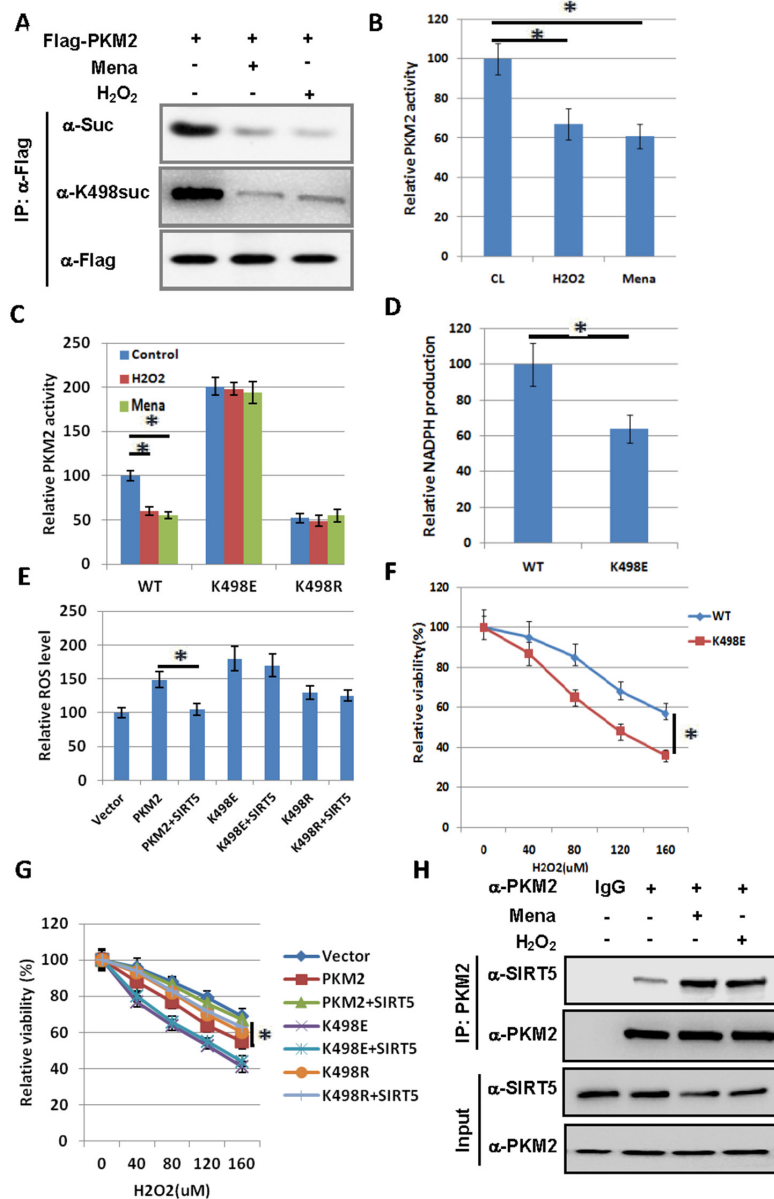 A
Flag-PKM2 + + +
Mena - + -
H₂O₂ - - +
IP: α-Flag
α-Suc
α-K498suc
α-Flag
B
Relative PKM2 activity
120
100
80
60
40
20
0
*
*
CL H2O2 Mena
C
Relative PKM2 activity
250
200
150
100
50
0
Control
H2O2
Mena
*
*
WT K498E K498R
D
Relative NADPH production
120
100
80
60
40
20
0
*
WT K498E
E
Relative ROS level
250
200
150
100
50
0
*
Vector
PKM2
PKM2+SIRT5
K498E
K498E+SIRT5
K498R
K498R+SIRT5
F
Relative viability(%)
120
100
80
60
40
20
0
WT
K498E
*
0 40 80 120 160
H2O2(uM)
G
Relative viability (%)
120
100
80
60
40
20
0
Vector
PKM2
PKM2+SIRT5
K498E
K498E+SIRT5
K498R
K498R+SIRT5
*
0 40 80 120 160
H2O2(uM)
H
α-PKM2 IgG + + +
Mena - - + -
H₂O₂ - - - +
IP: PKM2
α-SIRT5
α-PKM2
Input
α-SIRT5
α-PKM2